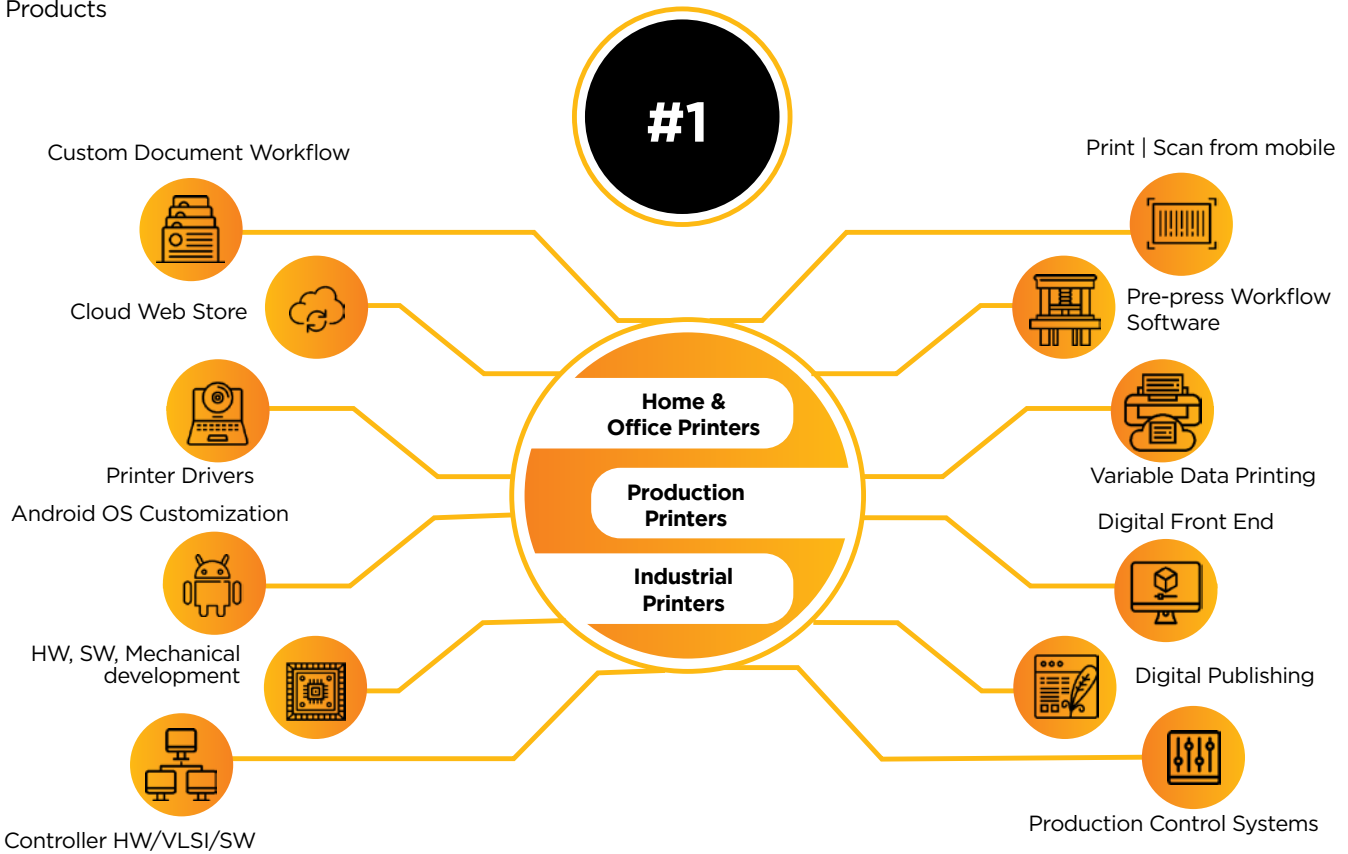 Products
#1
Custom Document Workflow
Print | Scan from mobile
Cloud Web Store
Pre-press Workflow
Software
Home &
Office Printers
Printer Drivers
Variable Data Printing
Production
Printers
Android OS Customization
Digital Front End
Industrial
Printers
HW, SW, Mechanical
development
Digital Publishing
Controller HW/VLSI/SW
Production Control Systems